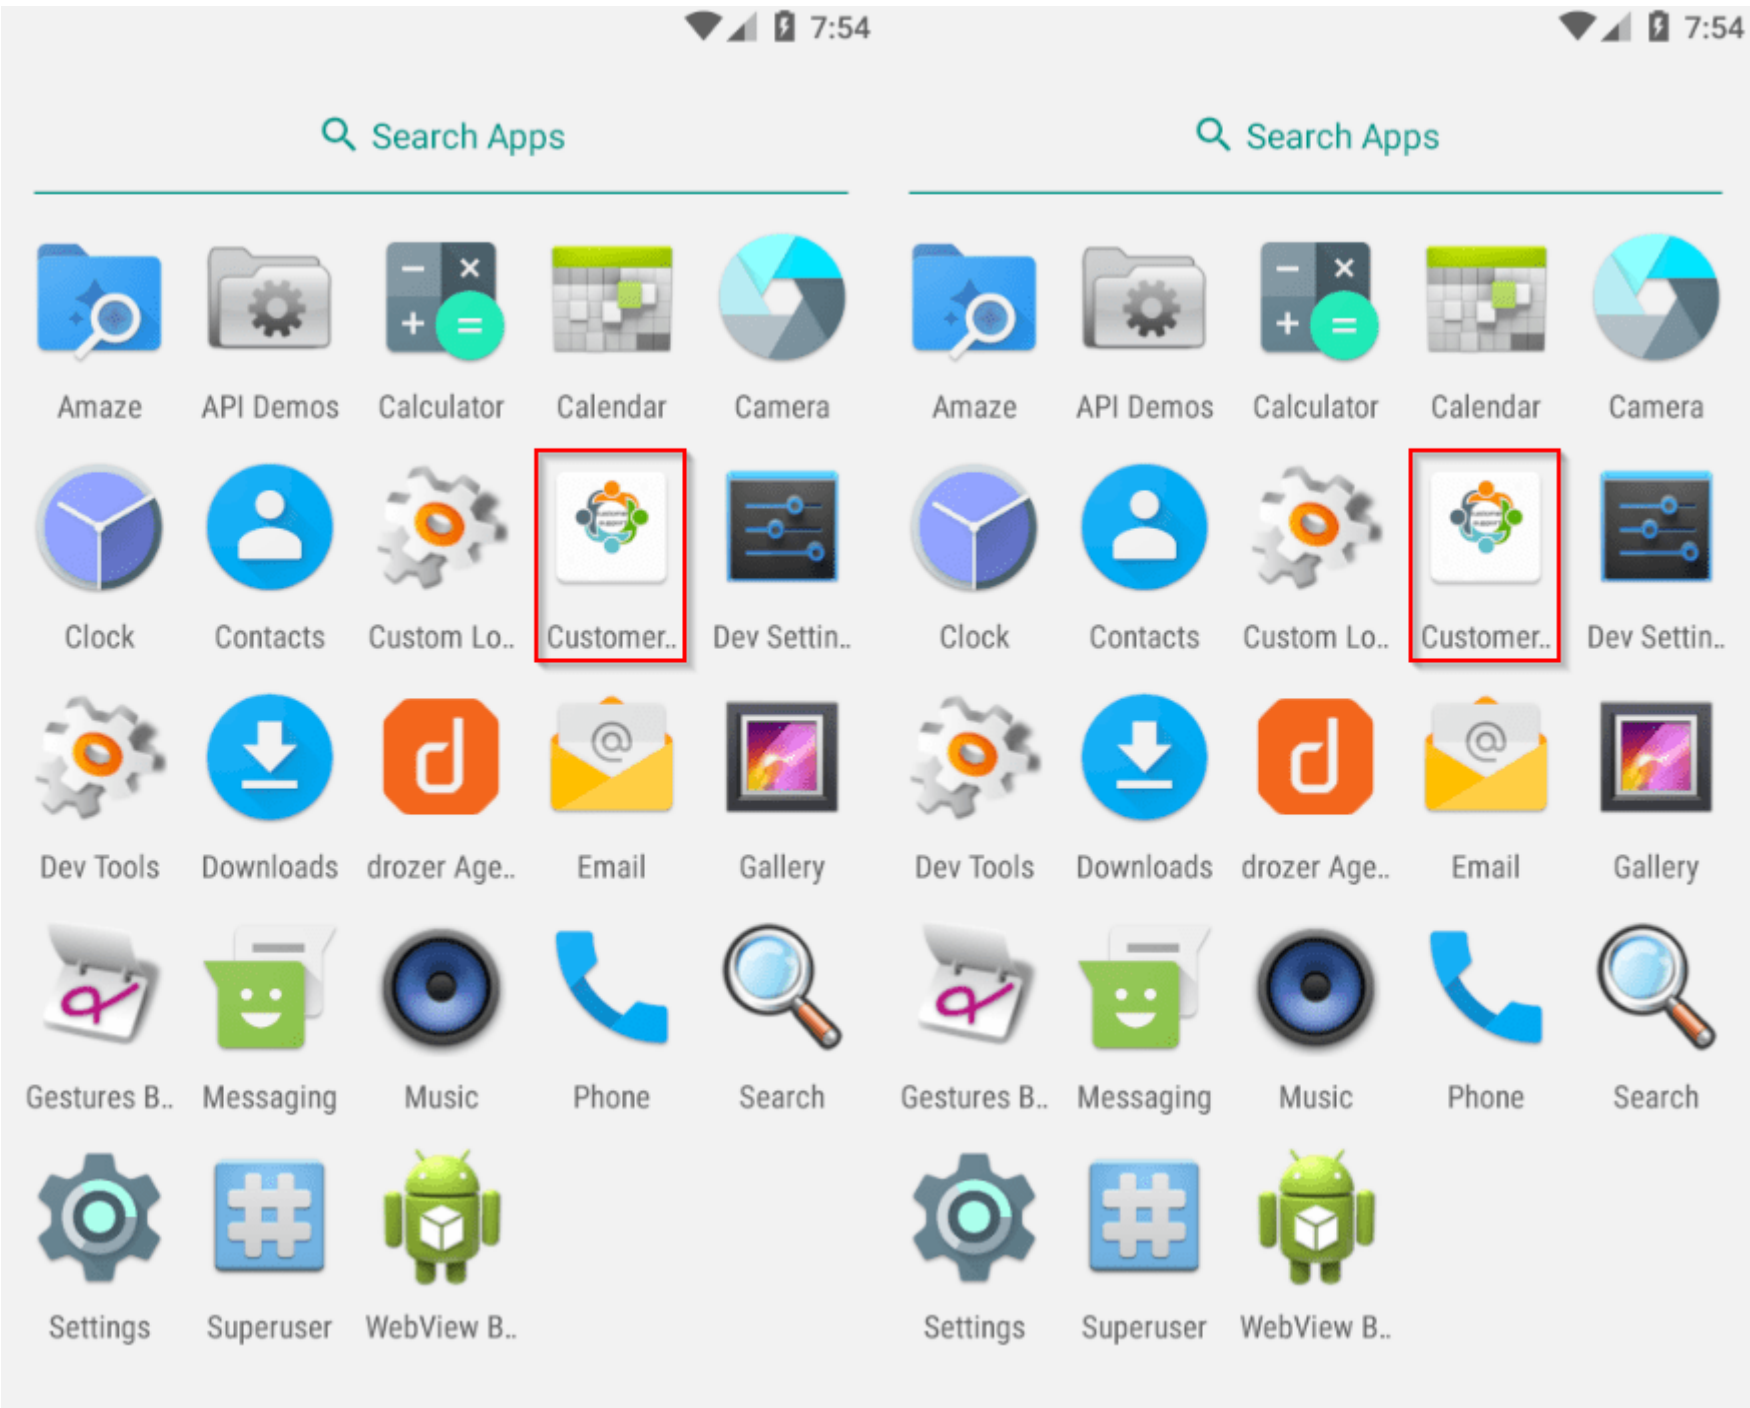 7:54
Search Apps
Amaze API Demos Calculator Calendar Camera
Clock Contacts Custom Lo.. Customer.. Dev Settin..
Dev Tools Downloads drozer Age.. Email Gallery
Gestures B.. Messaging Music Phone Search
Settings Superuser WebView B..
7:54
Search Apps
Amaze API Demos Calculator Calendar Camera
Clock Contacts Custom Lo.. Customer.. Dev Settin..
Dev Tools Downloads drozer Age.. Email Gallery
Gestures B.. Messaging Music Phone Search
Settings Superuser WebView B..